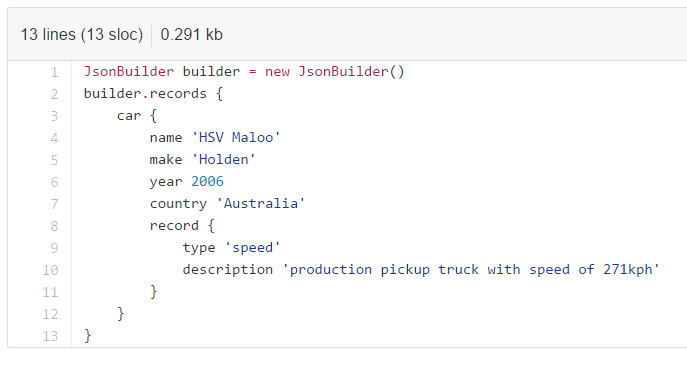 13 lines (13 sloc) 0.291 kb
1 JsonBuilder builder = new JsonBuilder()
2 builder.records {
3     car {
4         name 'HSV Maloo'
5         make 'Holden'
6         year 2006
7         country 'Australia'
8         record {
9             type 'speed'
10             description 'production pickup truck with speed of 271kph'
11         }
12     }
13 }